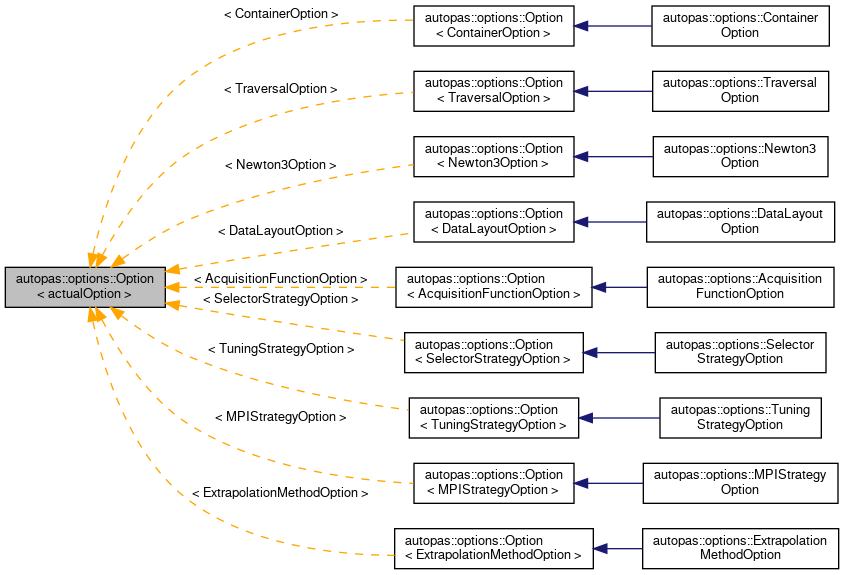 < ContainerOption >
autopas::options::Option
< ContainerOption >
autopas::options::Container
Option
< TraversalOption >
autopas::options::Option
< TraversalOption >
autopas::options::Traversal
Option
< Newton3Option >
autopas::options::Option
< Newton3Option >
autopas::options::Newton3
Option
< DataLayoutOption >
autopas::options::Option
< DataLayoutOption >
autopas::options::DataLayout
Option
autopas::options::Option
< actualOption >
< AcquisitionFunctionOption >
autopas::options::Option
< AcquisitionFunctionOption >
autopas::options::Acquisition
FunctionOption
< SelectorStrategyOption >
autopas::options::Option
< SelectorStrategyOption >
autopas::options::Selector
StrategyOption
< TuningStrategyOption >
autopas::options::Option
< TuningStrategyOption >
autopas::options::Tuning
StrategyOption
< MPIStrategyOption >
autopas::options::Option
< MPIStrategyOption >
autopas::options::MPIStrategy
Option
< ExtrapolationMethodOption >
autopas::options::Option
< ExtrapolationMethodOption >
autopas::options::Extrapolation
MethodOption